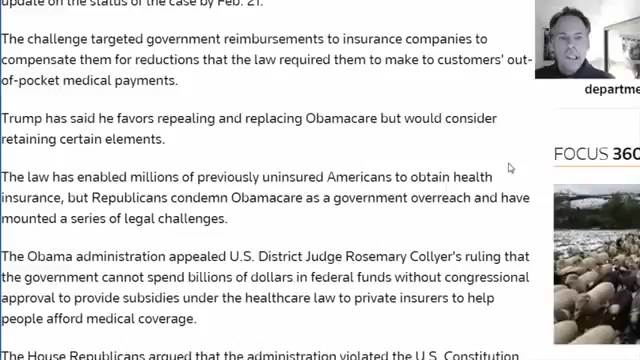 update on the status of the case by Feb. 21.
The challenge targeted government reimbursements to insurance companies to
compensate them for reductions that the law required them to make to customers' out-
of-pocket medical payments.
Trump has said he favors repealing and replacing Obamacare but would consider
retaining certain elements.
The law has enabled millions of previously uninsured Americans to obtain health
insurance, but Republicans condemn Obamacare as a government overreach and have
mounted a series of legal challenges.
The Obama administration appealed U.S. District Judge Rosemary Collyer's ruling that
the government cannot spend billions of dollars in federal funds without congressional
approval to provide subsidies under the healthcare law to private insurers to help
people afford medical coverage.
The House Republicans argued that the administration violated the U.S. Constitution
departme
FOCUS 360